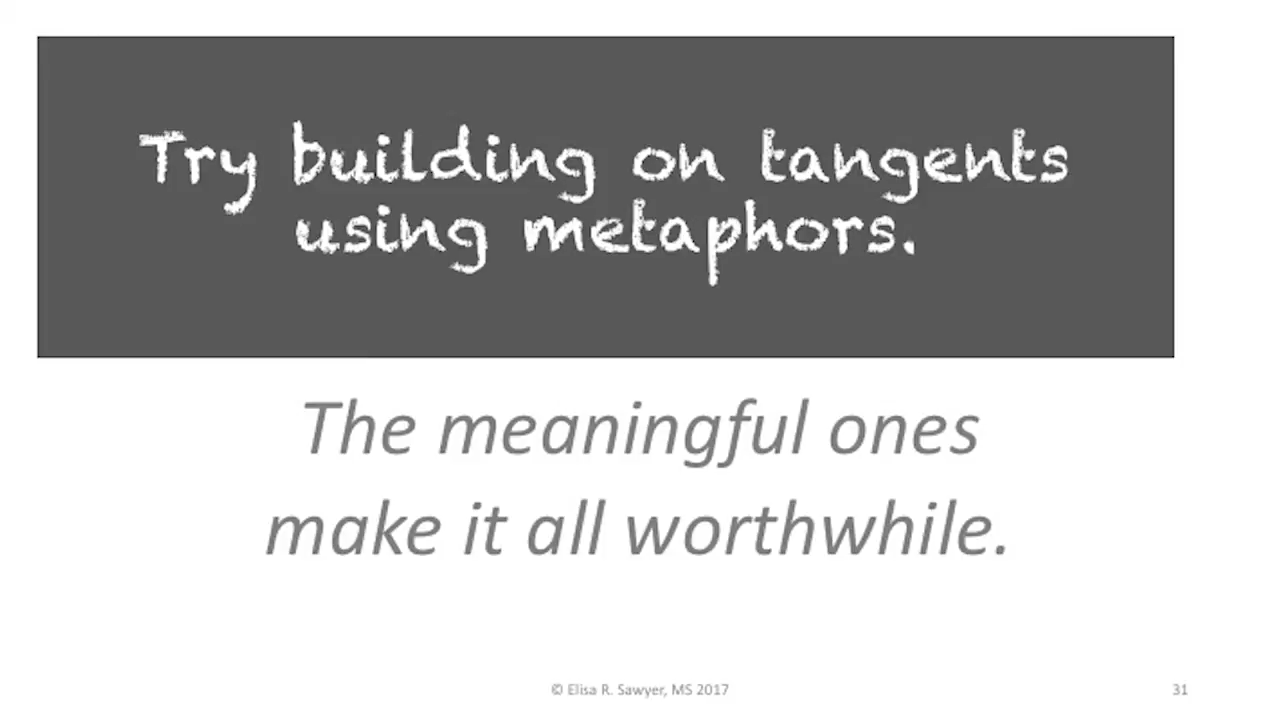 Try building on tangents
using metaphors.
The meaningful ones
make it all worthwhile.
© Elisa R. Sawyer, MS 2017
31